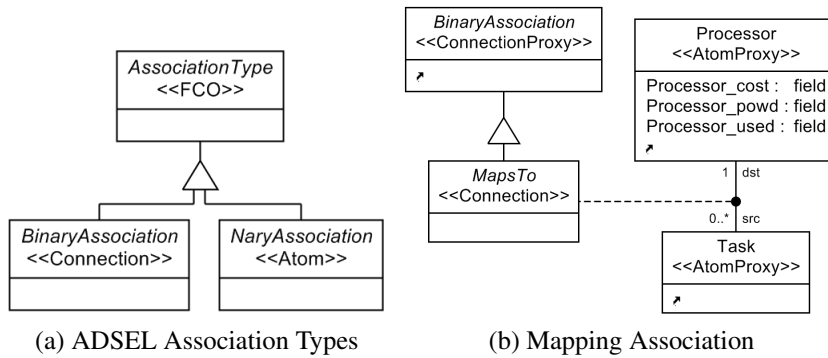 AssociationType
<<FCO>>
BinaryAssociation
<<Connection>>
NaryAssociation
<<Atom>>
(a) ADSEL Association Types
BinaryAssociation
<<ConnectionProxy>>
MapsTo
<<Connection>>
Processor
<<AtomProxy>>
Processor_cost : field
Processor_powd : field
Processor_used : field
1 dst
0..* src
Task
<<AtomProxy>>
(b) Mapping Association